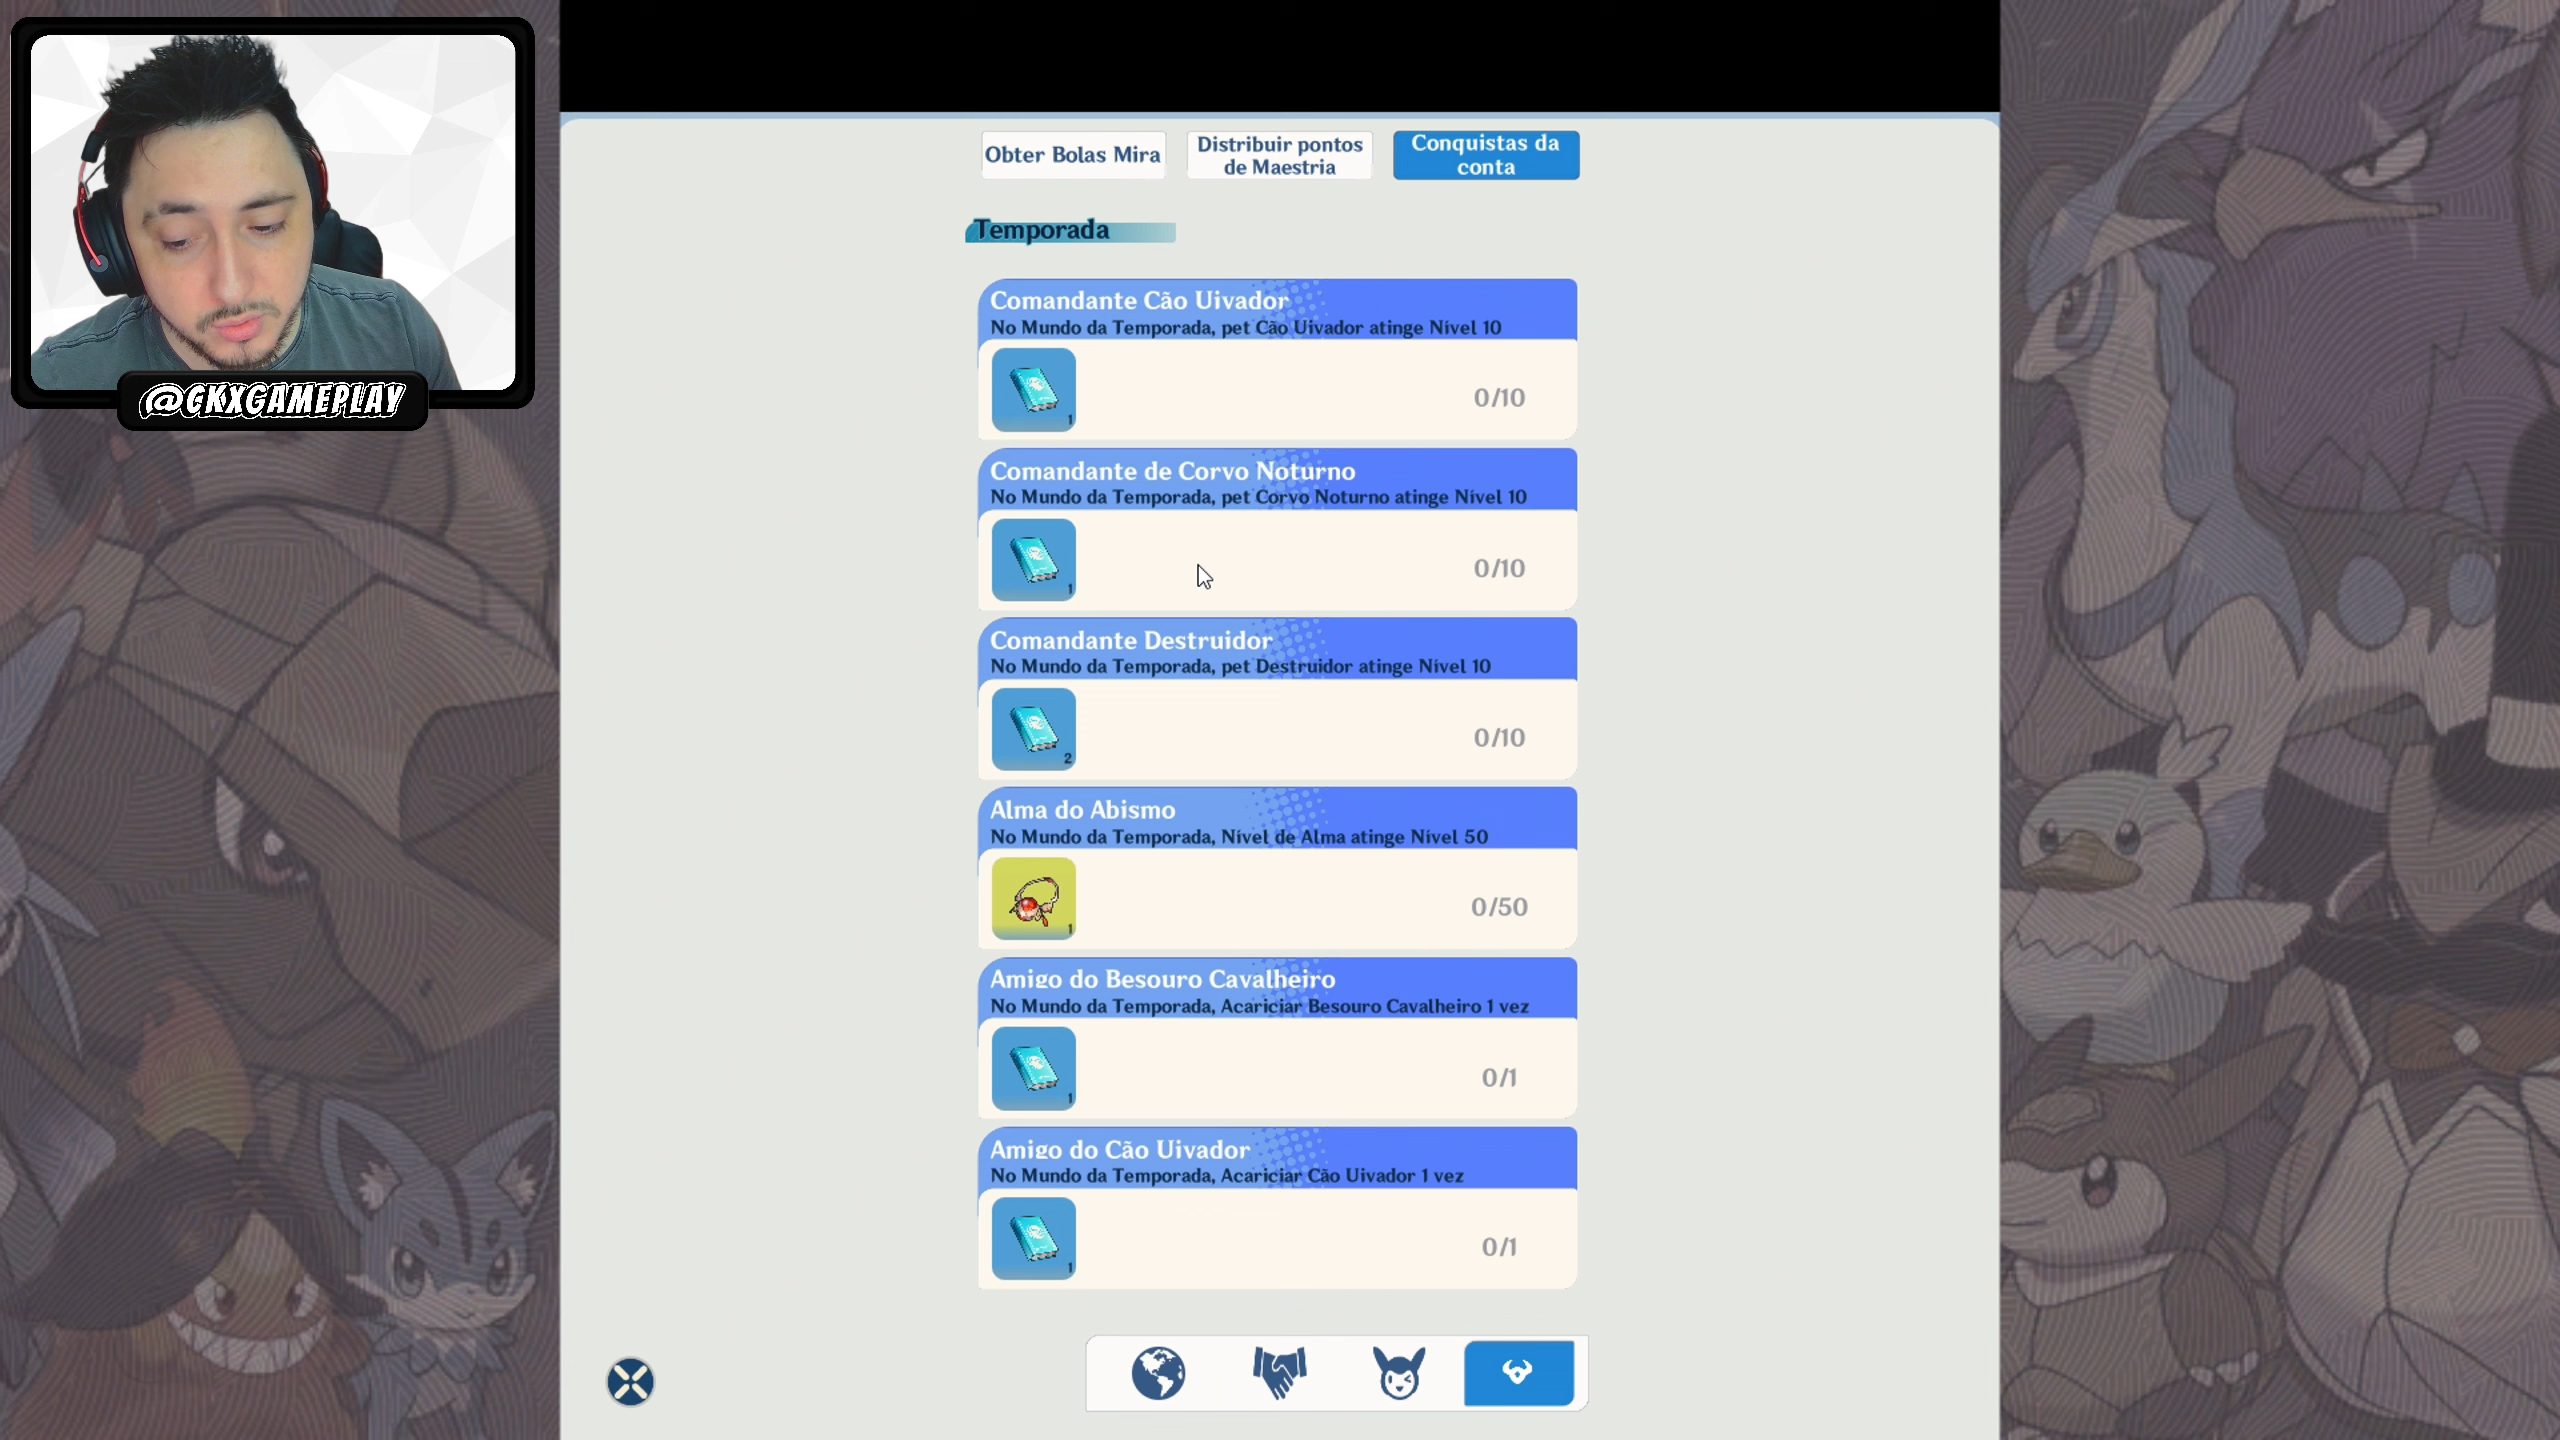 @GKXGAMEPLAY
Obter Bolas Mira
Distribuir pontos
de Maestria
Conquistas da
conta
Temporada
Comandante Cão Uivador
No Mundo da Temporada, pet Cão Uivador atinge Nível 10
1
0/10
Comandante de Corvo Noturno
No Mundo da Temporada, pet Corvo Noturno atinge Nível 10
1
0/10
Comandante Destruidor
No Mundo da Temporada, pet Destruidor atinge Nível 10
2
0/10
Alma do Abismo
No Mundo da Temporada, Nível de Alma atinge Nível 50
1
0/50
Amigo do Besouro Cavalheiro
No Mundo da Temporada, Acariciar Besouro Cavalheiro 1 vez
1
0/1
Amigo do Cão Uivador
No Mundo da Temporada, Acariciar Cão Uivador 1 vez
1
0/1